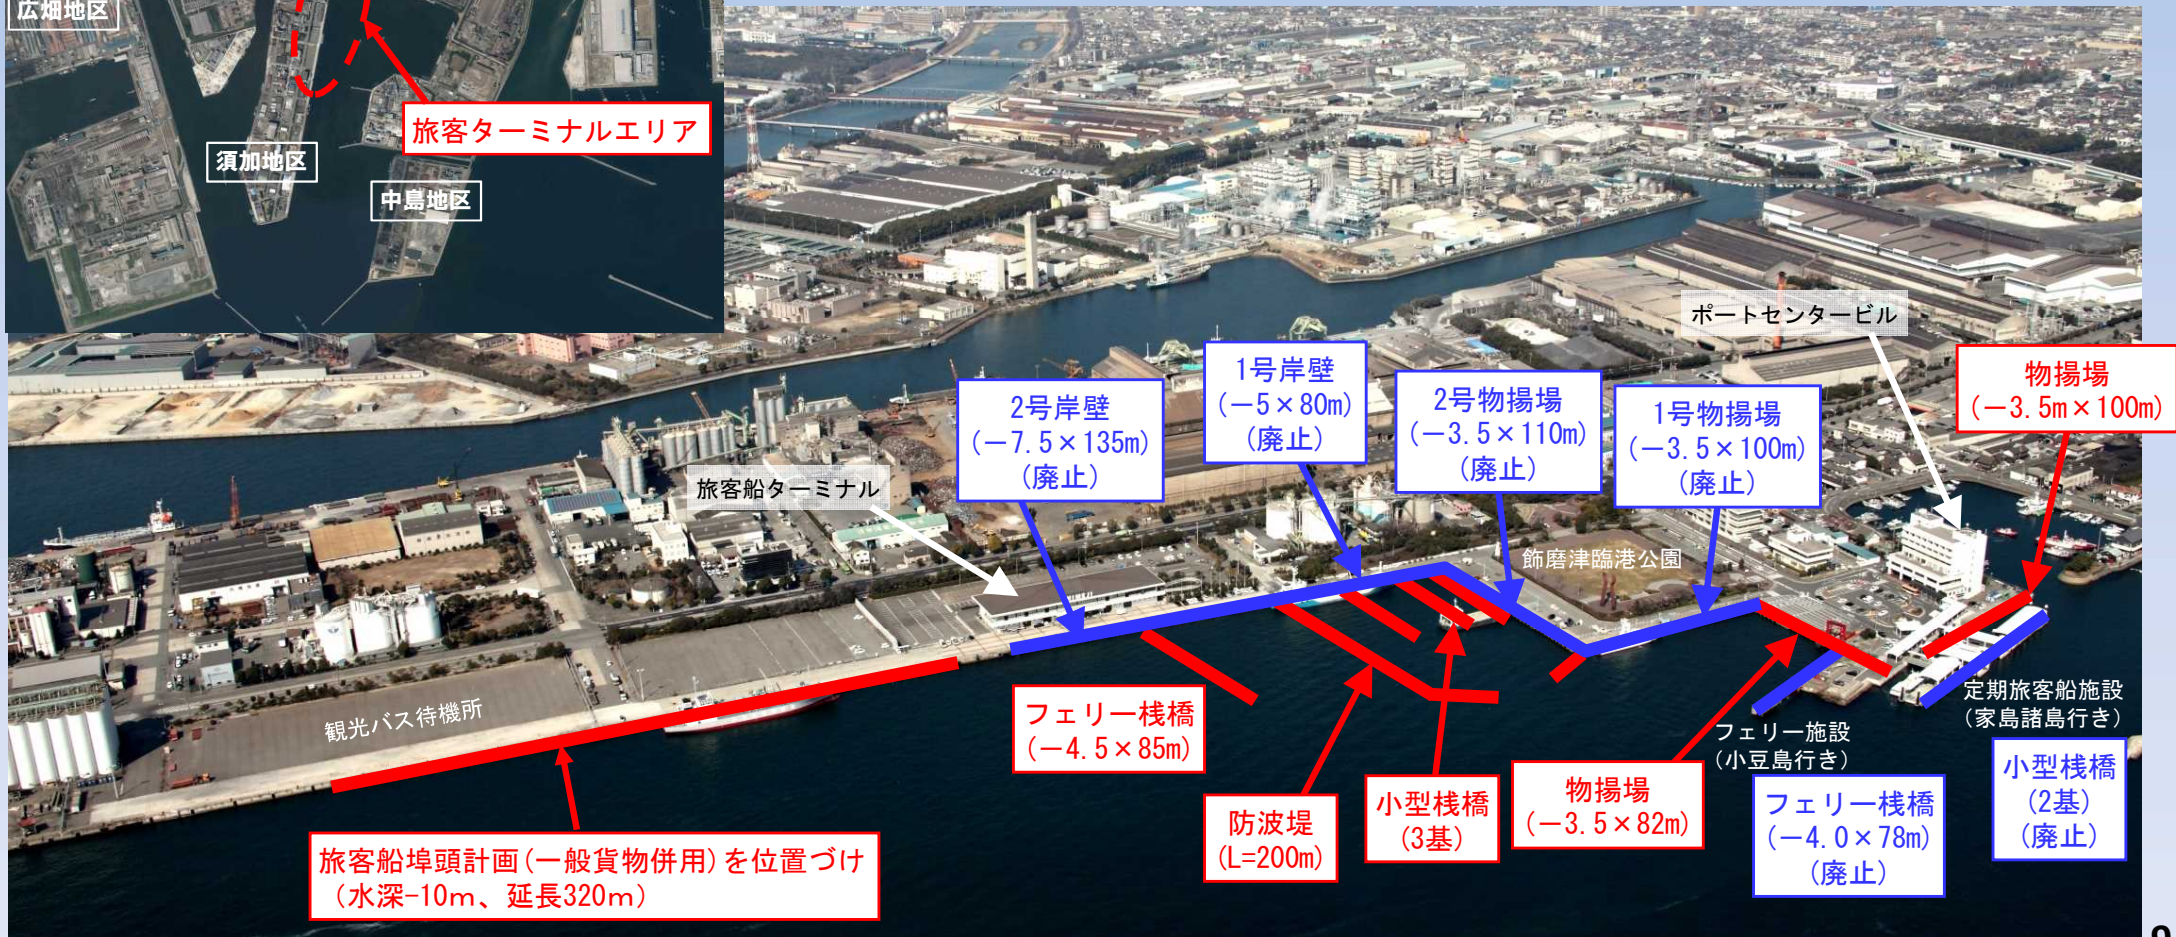 広畑地区
旅客ターミナルエリア
須加地区
中島地区
ポートセンタービル
物揚場
(－3.5m×100m)
1号岸壁
(－5×80m)
(廃止)
2号岸壁
(－7.5×135m)
(廃止)
2号物揚場
(－3.5×110m)
(廃止)
1号物揚場
(－3.5×100m)
(廃止)
旅客船ターミナル
飾磨津臨港公園
観光バス待機所
定期旅客船施設
(家島諸島行き)
フェリー施設
(小豆島行き)
フェリー桟橋
(－4.5×85m)
防波堤
(L=200m)
小型桟橋
(3基)
物揚場
(－3.5×82m)
フェリー桟橋
(－4.0×78m)
(廃止)
小型桟橋
(2基)
(廃止)
旅客船埠頭計画(一般貨物併用)を位置づけ
(水深-10m、延長320m)